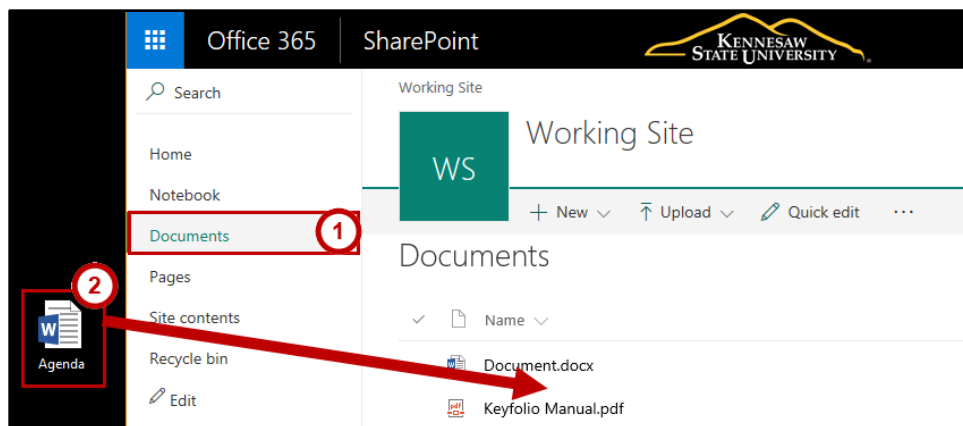 Office 365
SharePoint
KENNESAW
STATE UNIVERSITY
Search
Home
Notebook
Documents
1
Pages
Site contents
Recycle bin
Edit
2
W
Agenda
Working Site
WS
Working Site
+ New
Upload
Quick edit
...
Documents
Name
Document.docx
pdf
Keyfolio Manual.pdf